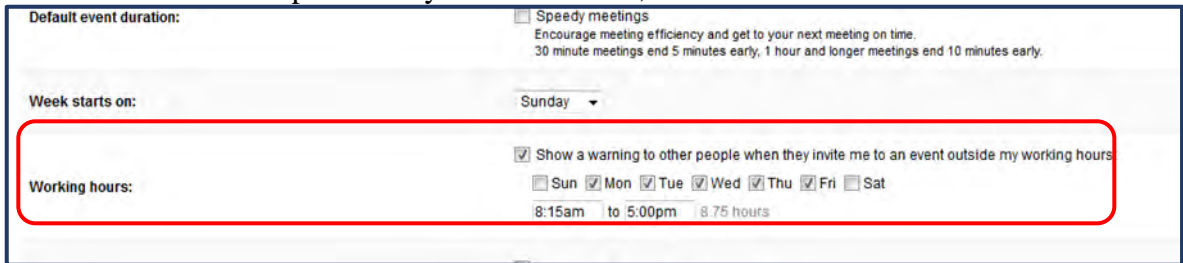 Default event duration:
Speedy meetings
Encourage meeting efficiency and get to your next meeting on time.
30 minute meetings end 5 minutes early, 1 hour and longer meetings end 10 minutes early.
Week starts on:
Sunday
Show a warning to other people when they invite me to an event outside my working hours
Working hours:
Sun Mon Tue Wed Thu Fri Sat
8:15am to 5:00pm 8.75 hours